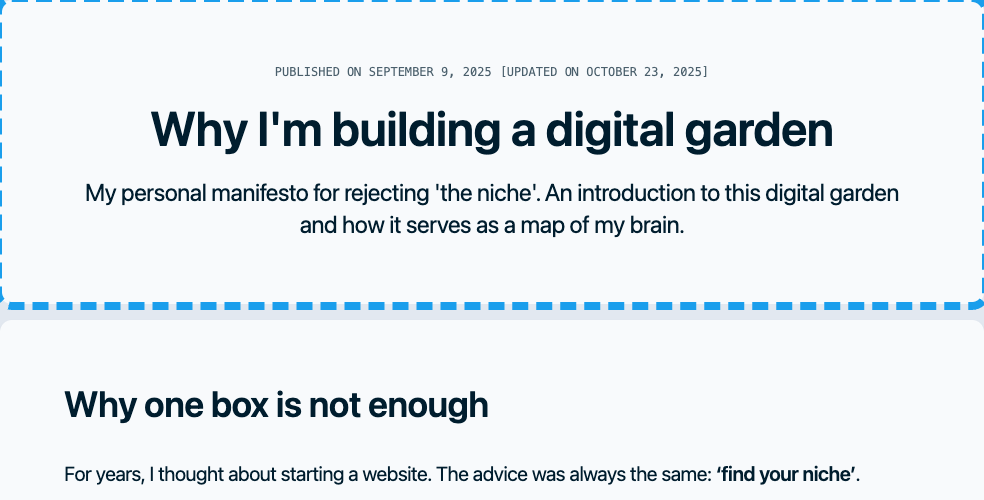 PUBLISHED ON SEPTEMBER 9, 2025 [UPDATED ON OCTOBER 23, 2025]
Why I'm building a digital garden
My personal manifesto for rejecting 'the niche'. An introduction to this digital garden
and how it serves as a map of my brain.
Why one box is not enough
For years, I thought about starting a website. The advice was always the same: ‘find your niche’.